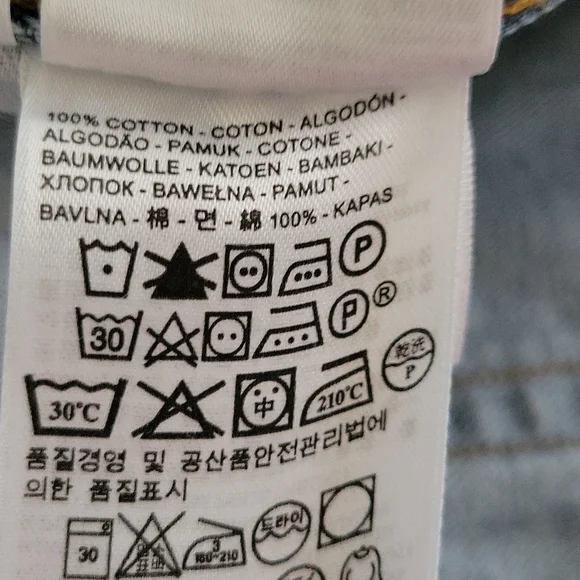 100% COTTON - COTON - ALGODÓN -
ALGODÃO - PAMUK - COTONE -
BAUMWOLLE - KATOEN - BAMBAKI -
ХЛОПОК - BAWEŁNA - PAMUT -
BAVLNA - 棉 - 면 - 綿 100% - KAPAS
P
30 P ®
30°C 中 210°C 乾洗 P
품질경영 및 공산품안전관리법에
의한 품질표시
30 3 180~210 드라이